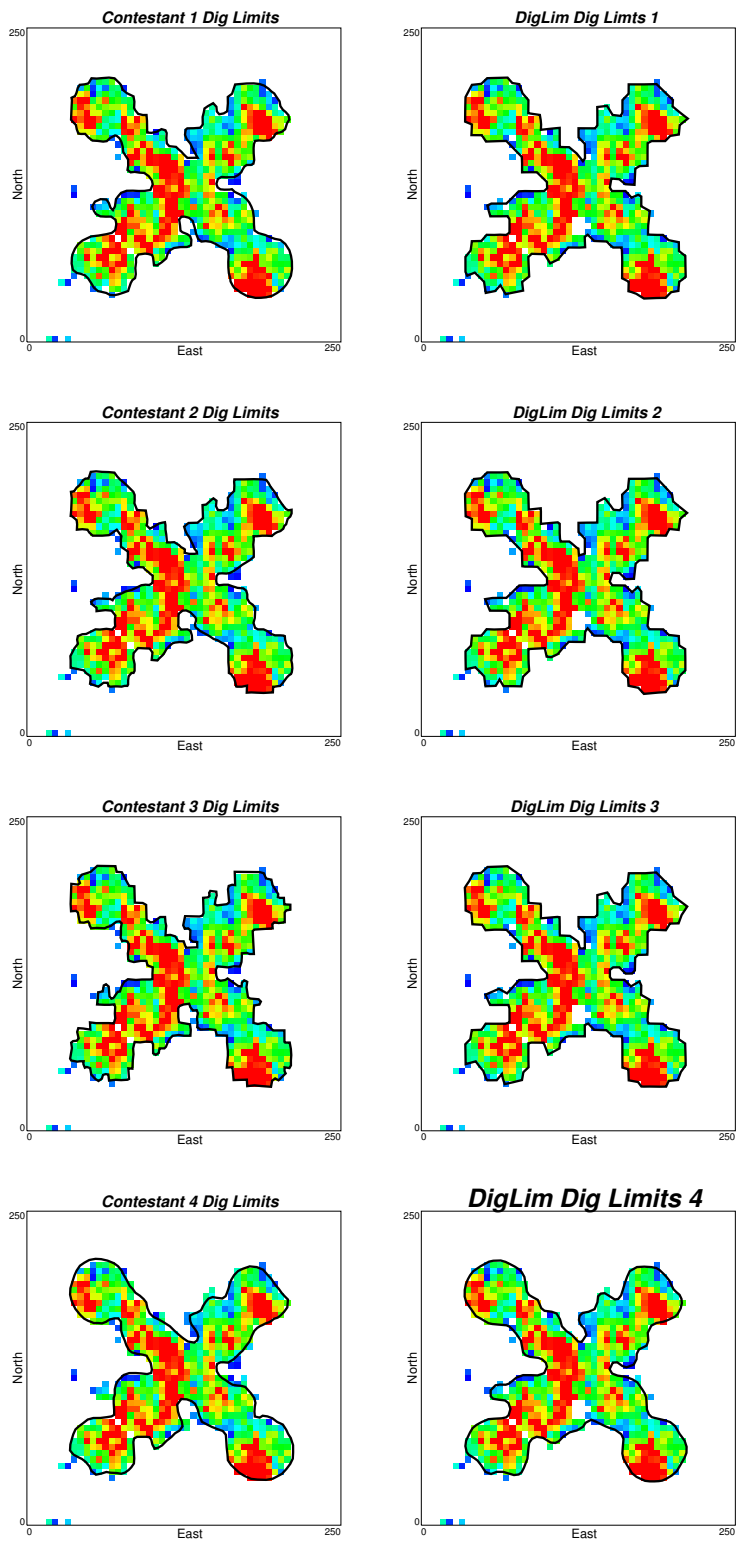 Contestant 1 Dig Limits
250
North
0
0
East
250
DigLim Dig Limts 1
250
North
0
0
East
250
Contestant 2 Dig Limits
250
North
0
0
East
250
DigLim Dig Limits 2
250
North
0
0
East
250
Contestant 3 Dig Limits
250
North
0
0
East
250
DigLim Dig Limits 3
250
North
0
0
East
250
Contestant 4 Dig Limits
250
North
0
0
East
250
DigLim Dig Limits 4
250
North
0
0
East
250